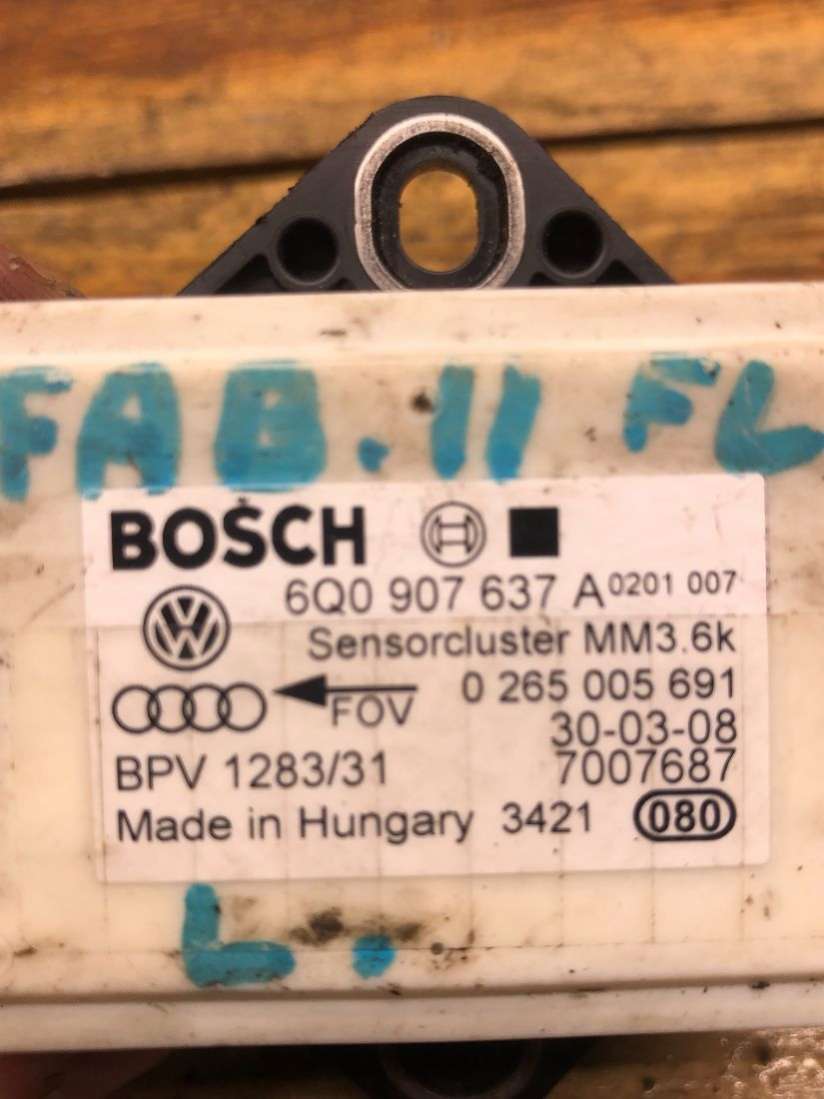 FAB.II FL
BOSCH
6Q0 907 637 A 0201 007
Sensorcluster MM3.6k
FOV 0 265 005 691
30-03-08
BPV 1283/31 7007687
Made in Hungary 3421 080
L.